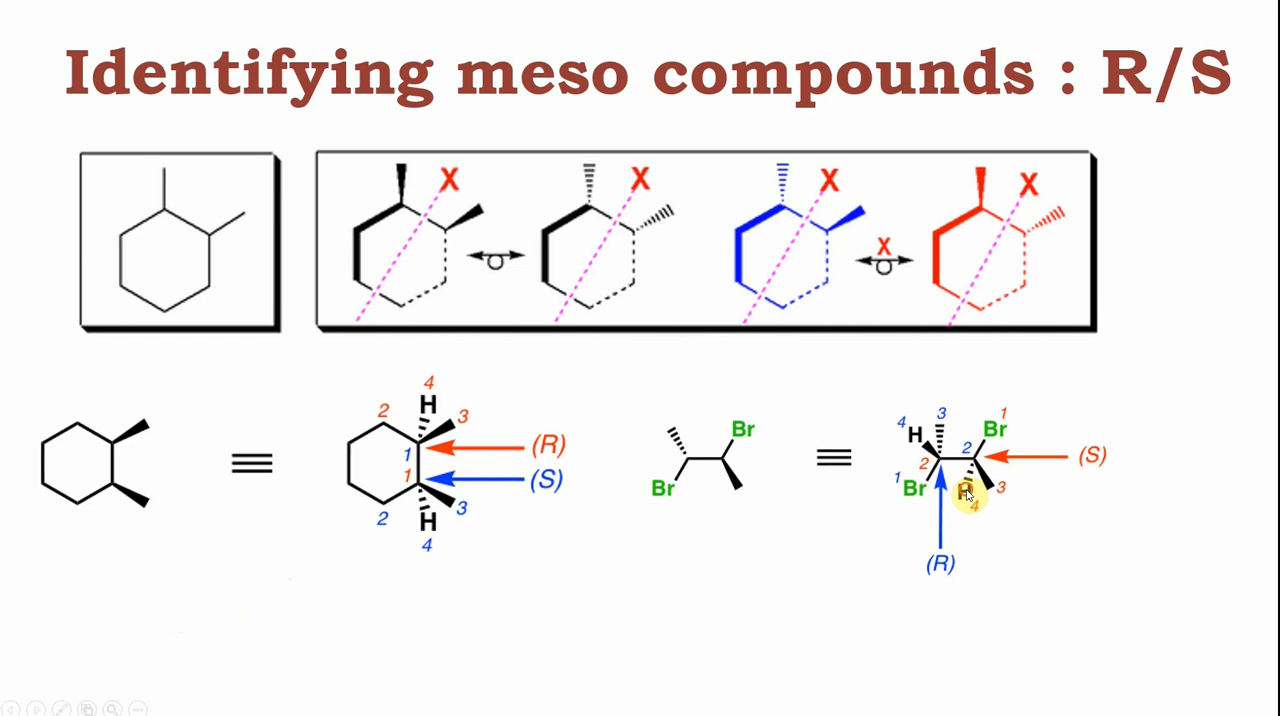 Identifying meso compounds : R/S
X X X X
X
4
H
2 3
1 (R)
1 (S)
2 3
H
4
Br
Br
4 3 1
H Br
2 2 (S)
1 Br H 3
4
(R)